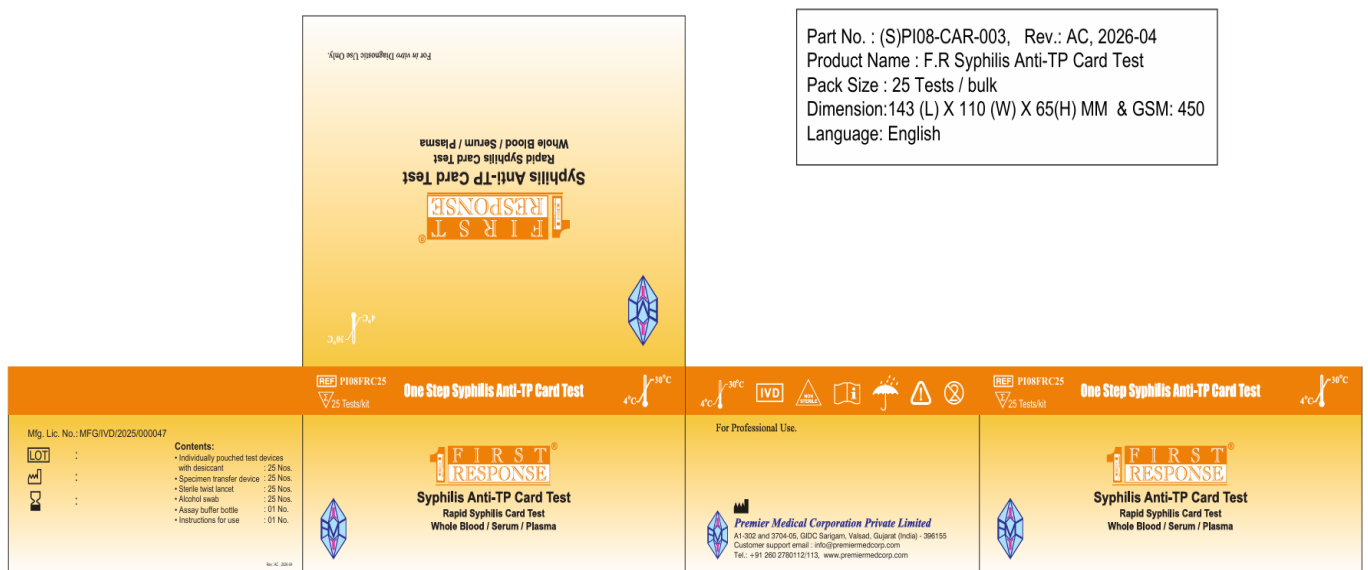 Part No. : (S)PI08-CAR-003, Rev.: AC, 2026-04
Product Name : F.R Syphilis Anti-TP Card Test
Pack Size : 25 Tests / bulk
Dimension:143 (L) X 110 (W) X 65(H) MM & GSM: 450
Language: English
For in vitro Diagnostic Use Only.
Whole Blood / Serum / Plasma
Rapid Syphilis Card Test
Syphilis Anti-TP Card Test
FIRST
RESPONSE®
4°C
30°C
REF PI08FRC25
25 Tests/kit
One Step Syphilis Anti-TP Card Test
30°C
4°C
30°C
4°C
IVD
NON
STERILE
REF PI08FRC25
25 Tests/kit
One Step Syphilis Anti-TP Card Test
30°C
4°C
Mfg. Lic. No.: MFG/IVD/2025/000047
LOT :
:
:
Contents:
• Individually pouched test devices
with desiccant : 25 Nos.
• Specimen transfer device : 25 Nos.
• Sterile twist lancet : 25 Nos.
• Alcohol swab : 25 Nos.
• Assay buffer bottle : 01 No.
• Instructions for use : 01 No.
Rev. AC, 2026-04
1 FIRST®
RESPONSE
Syphilis Anti-TP Card Test
Rapid Syphilis Card Test
Whole Blood / Serum / Plasma
For Professional Use.
Premier Medical Corporation Private Limited
A1-302 and 3704-05, GIDC Sarigam, Valsad, Gujarat (India) - 396155
Customer support email : info@premiermedcorp.com
Tel.: +91 260 2780112/113, www.premiermedcorp.com
1 FIRST®
RESPONSE
Syphilis Anti-TP Card Test
Rapid Syphilis Card Test
Whole Blood / Serum / Plasma